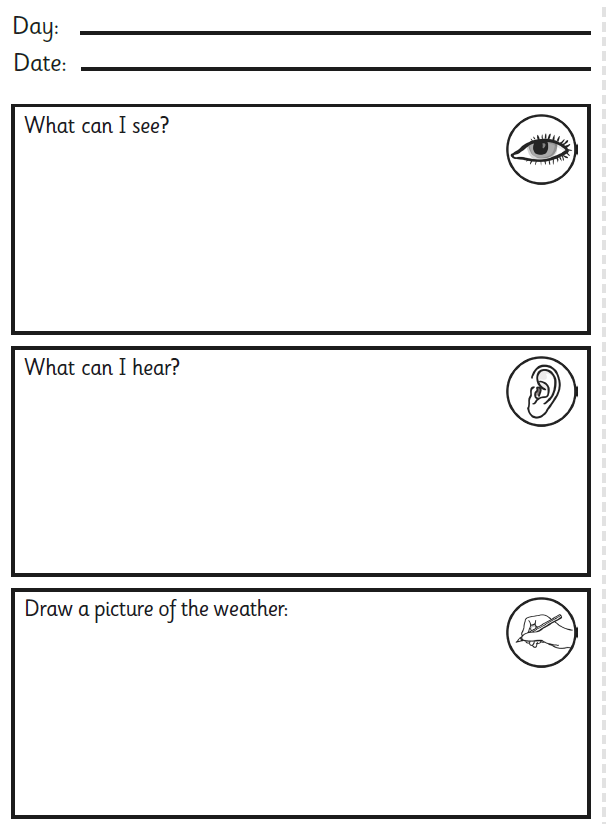 Day:
Date:
What can I see?
What can I hear?
Draw a picture of the weather: